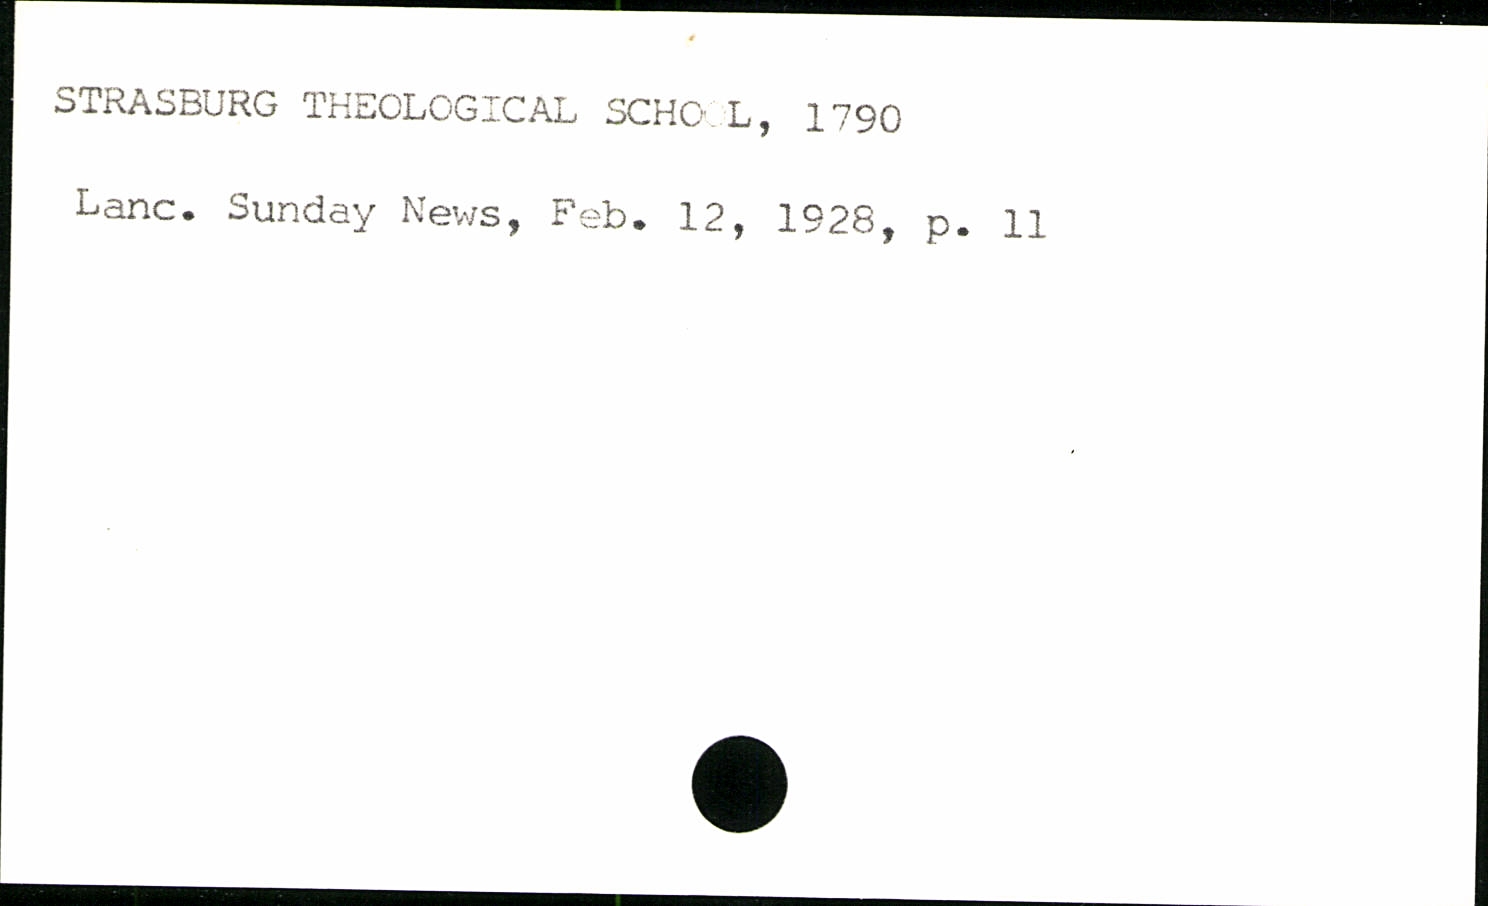 STRASBURG THEOLOGICAL SCHOOL, 1790
Lanc. Sunday News, Feb. 12, 1928, p. 11